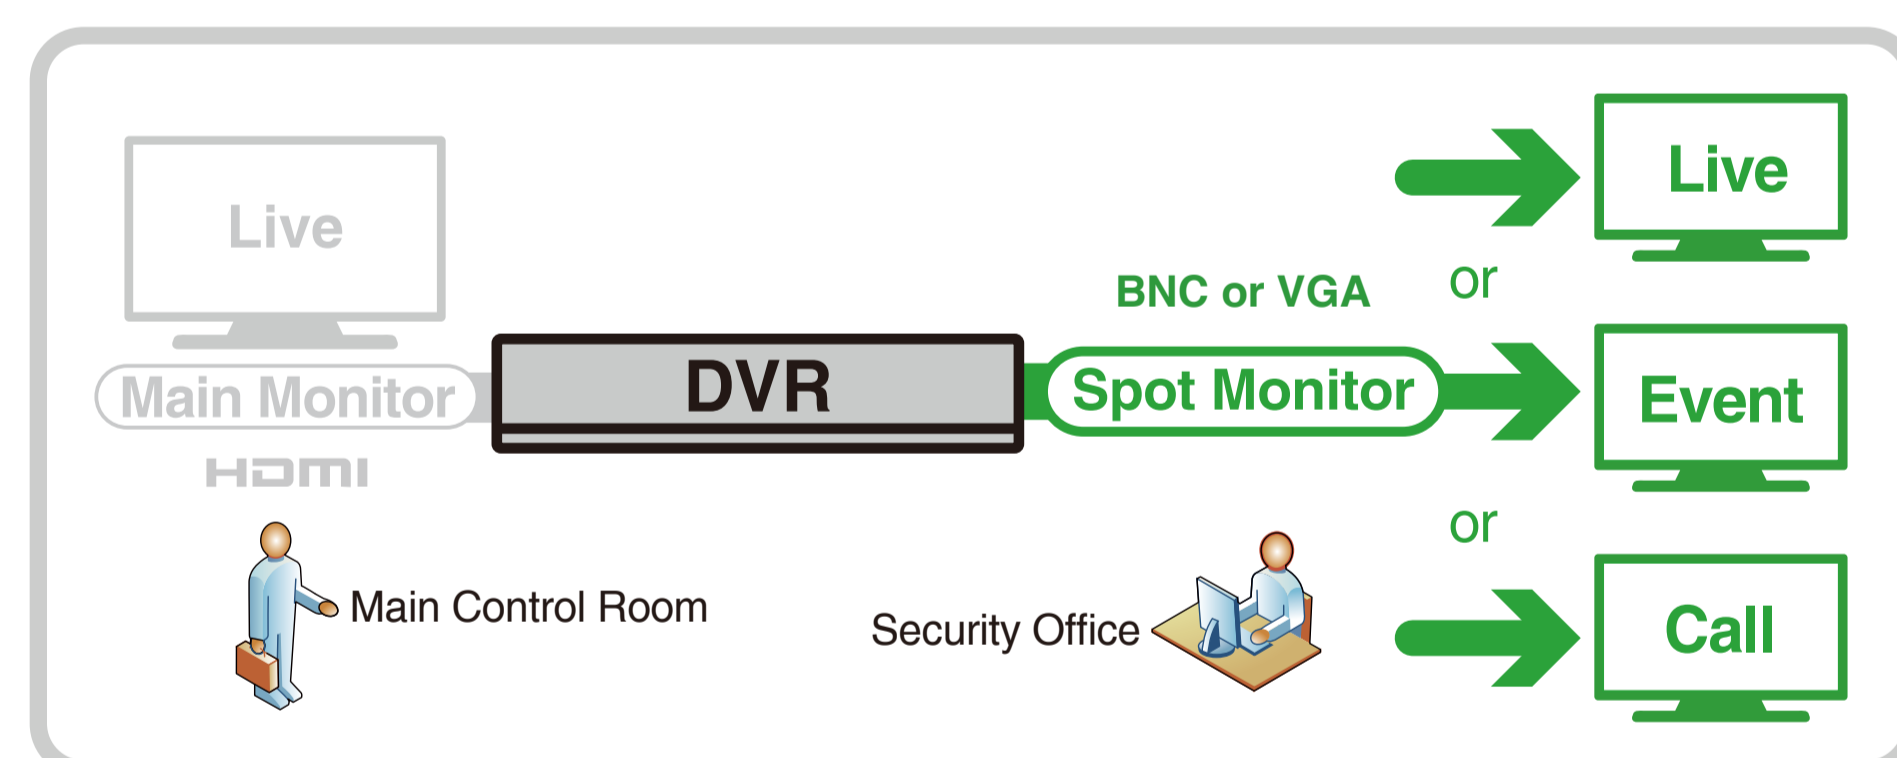 Live
Main Monitor
HDMI
Main Control Room
DVR
BNC or VGA
Spot Monitor
Security Office
Live
or
Event
or
Call